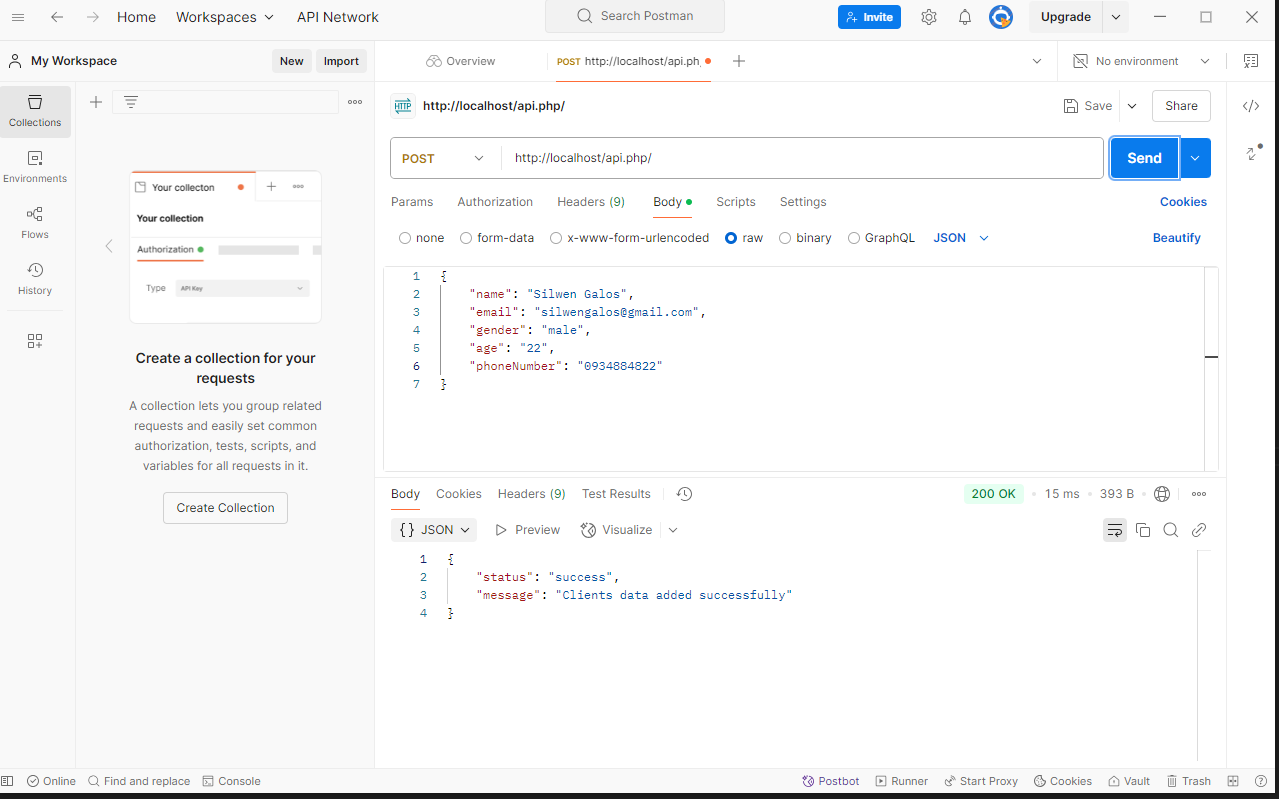 Home Workspaces API Network Search Postman Invite Upgrade
My Workspace New Import Overview POST http://localhost/api.ph No environment
Collections
Environments
Flows
History
Your collecton
Your collection
Authorization
Type API Key
Create a collection for your
requests
A collection lets you group related
requests and easily set common
authorization, tests, scripts, and
variables for all requests in it.
Create Collection
HTTP http://localhost/api.php/ Save Share
POST http://localhost/api.php/ Send
Params Authorization Headers (9) Body Scripts Settings Cookies
none form-data x-www-form-urlencoded raw binary GraphQL JSON Beautify
1 {
2 "name": "Silwen Galos",
3 "email": "silwengalos@gmail.com",
4 "gender": "male",
5 "age": "22",
6 "phoneNumber": "0934884822"
7 }
Body Cookies Headers (9) Test Results 200 OK 15 ms 393 B
{} JSON Preview Visualize
1 {
2 "status": "success",
3 "message": "Clients data added successfully"
4 }
Online Find and replace Console Postbot Runner Start Proxy Cookies Vault Trash